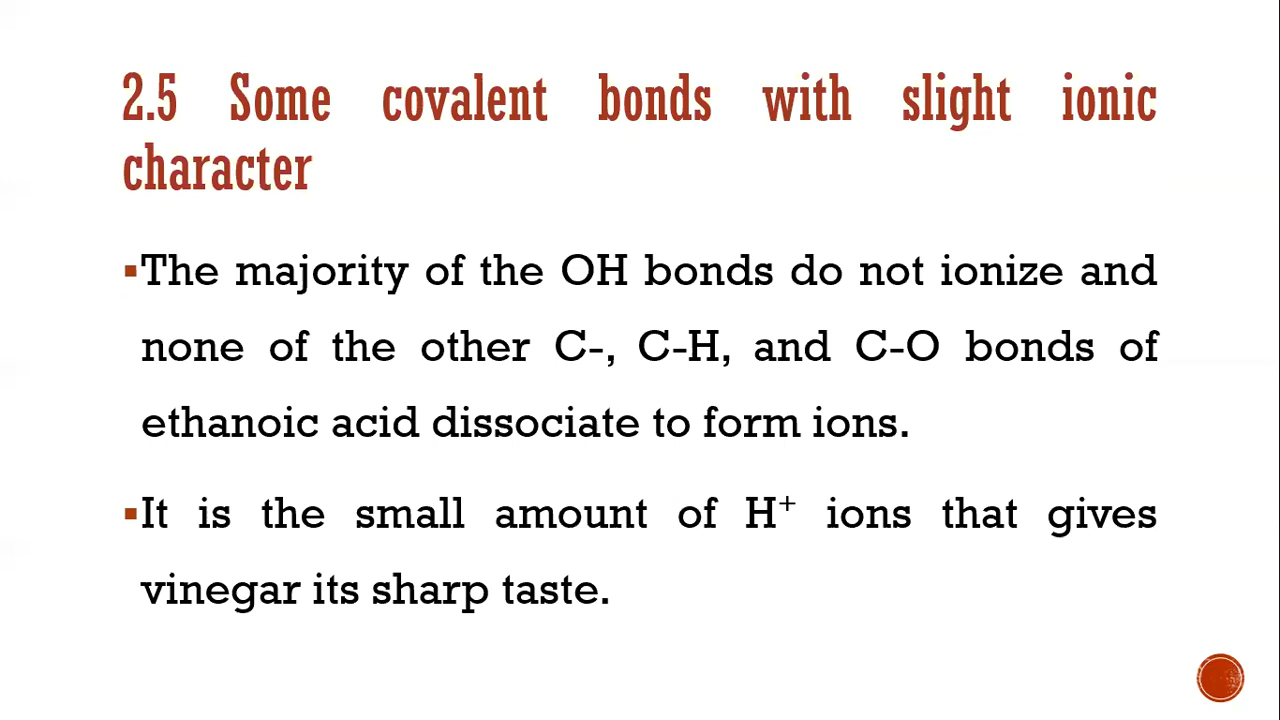 2.5 Some covalent bonds with slight ionic
character
▪The majority of the OH bonds do not ionize and
none of the other C-, C-H, and C-O bonds of
ethanoic acid dissociate to form ions.
▪It is the small amount of H⁺ ions that gives
vinegar its sharp taste.